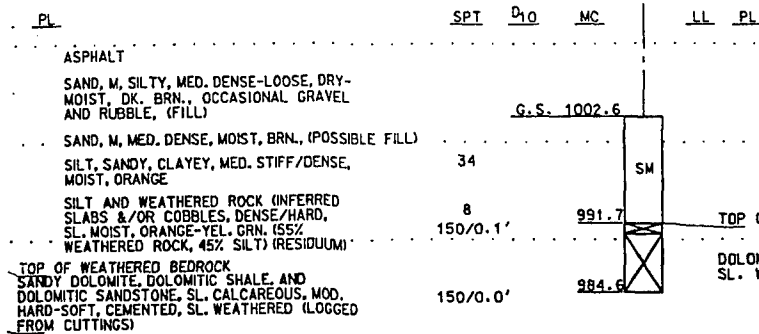 PL SPT D10 MC LL PL
ASPHALT
SAND, M, SILTY, MED. DENSE-LOOSE, DRY-
MOIST, DK. BRN., OCCASIONAL GRAVEL
AND RUBBLE, (FILL)
G.S. 1002.6
SAND, M, MED. DENSE, MOIST, BRN., (POSSIBLE FILL)
SILT, SANDY, CLAYEY, MED. STIFF/DENSE,
MOIST, ORANGE
34
SM
SILT AND WEATHERED ROCK (INFERRED
SLABS &/OR COBBLES, DENSE/HARD,
SL. MOIST, ORANGE-YEL. GRN. (55%
WEATHERED ROCK, 45% SILT) (RESIDUUM)
8
150/0.1'
991.7
TOP
TOP OF WEATHERED BEDROCK
SANDY DOLOMITE, DOLOMITIC SHALE, AND
DOLOMITIC SANDSTONE, SL. CALCAREOUS, MOD.
HARD-SOFT, CEMENTED, SL. WEATHERED (LOGGED
FROM CUTTINGS)
150/0.0'
984.6
SL.